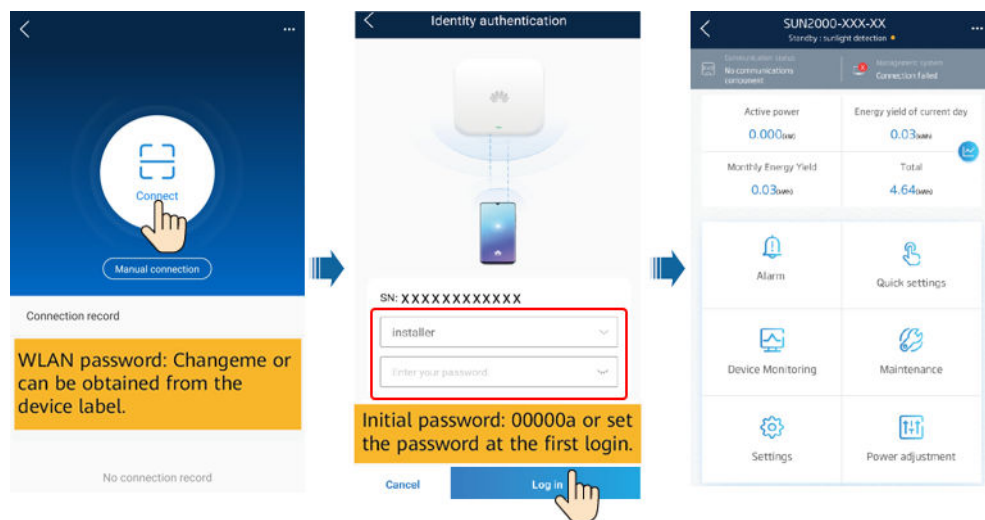 Connect
Manual connection
Connection record
WLAN password: Changeme or
can be obtained from the
device label.
No connection record
Identity authentication
SN: XXXXXXXXXXXX
installer
Enter your password
Initial password: 00000a or set
the password at the first login.
Cancel
Log in
SUN2000-XXX-XX
Standby : sunlight detection
Communication status
No communications
component
Management system
Connection failed
Active power
0.000(kW)
Energy yield of current day
0.03(kWh)
Monthly Energy Yield
0.03(kWh)
Total
4.64(kWh)
Alarm
Quick settings
Device Monitoring
Maintenance
Settings
Power adjustment